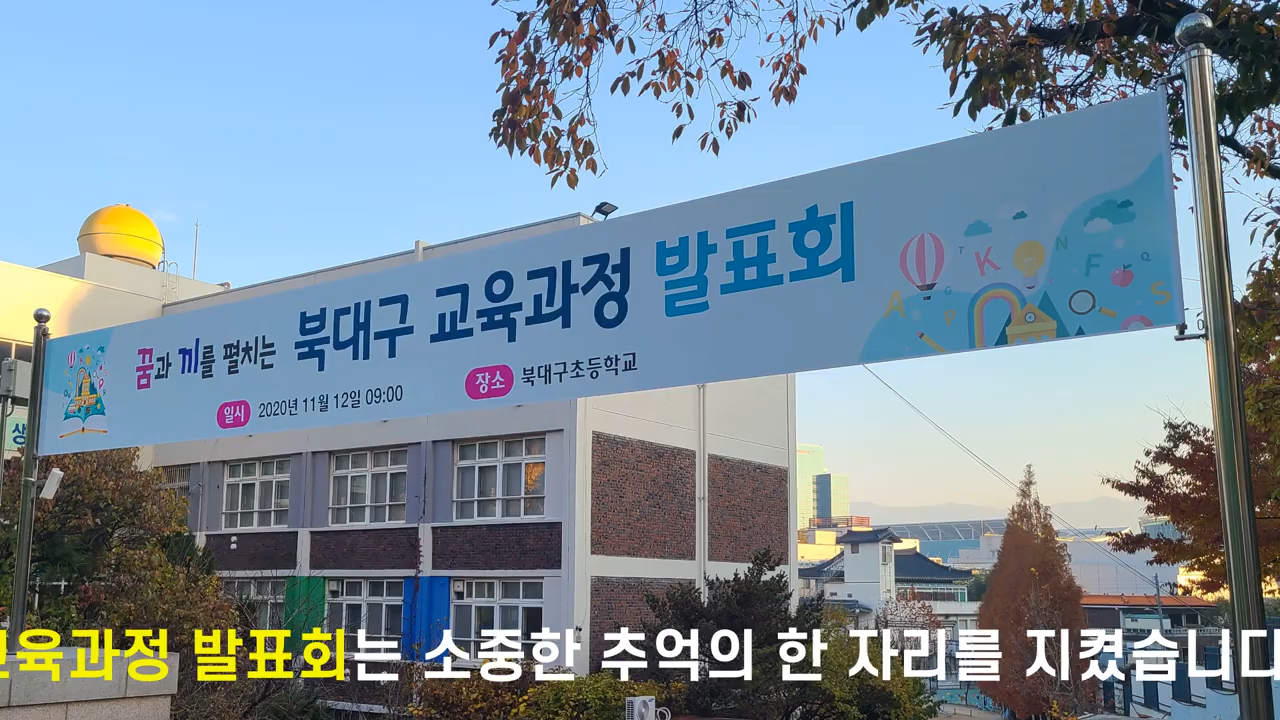 꿈과 끼를 펼치는 북대구 교육과정 발표회
일시 2020년 11월 12일 09:00 장소 북대구초등학교
생
교육과정 발표회는 소중한 추억의 한 자리를 지켰습니다